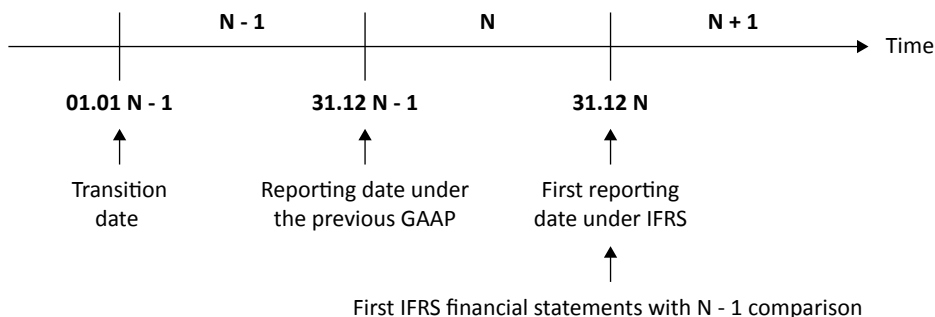 N - 1 N N + 1
Time
01.01 N - 1 31.12 N - 1 31.12 N
Transition Reporting date under First reporting
date the previous GAAP date under IFRS
First IFRS financial statements with N - 1 comparison